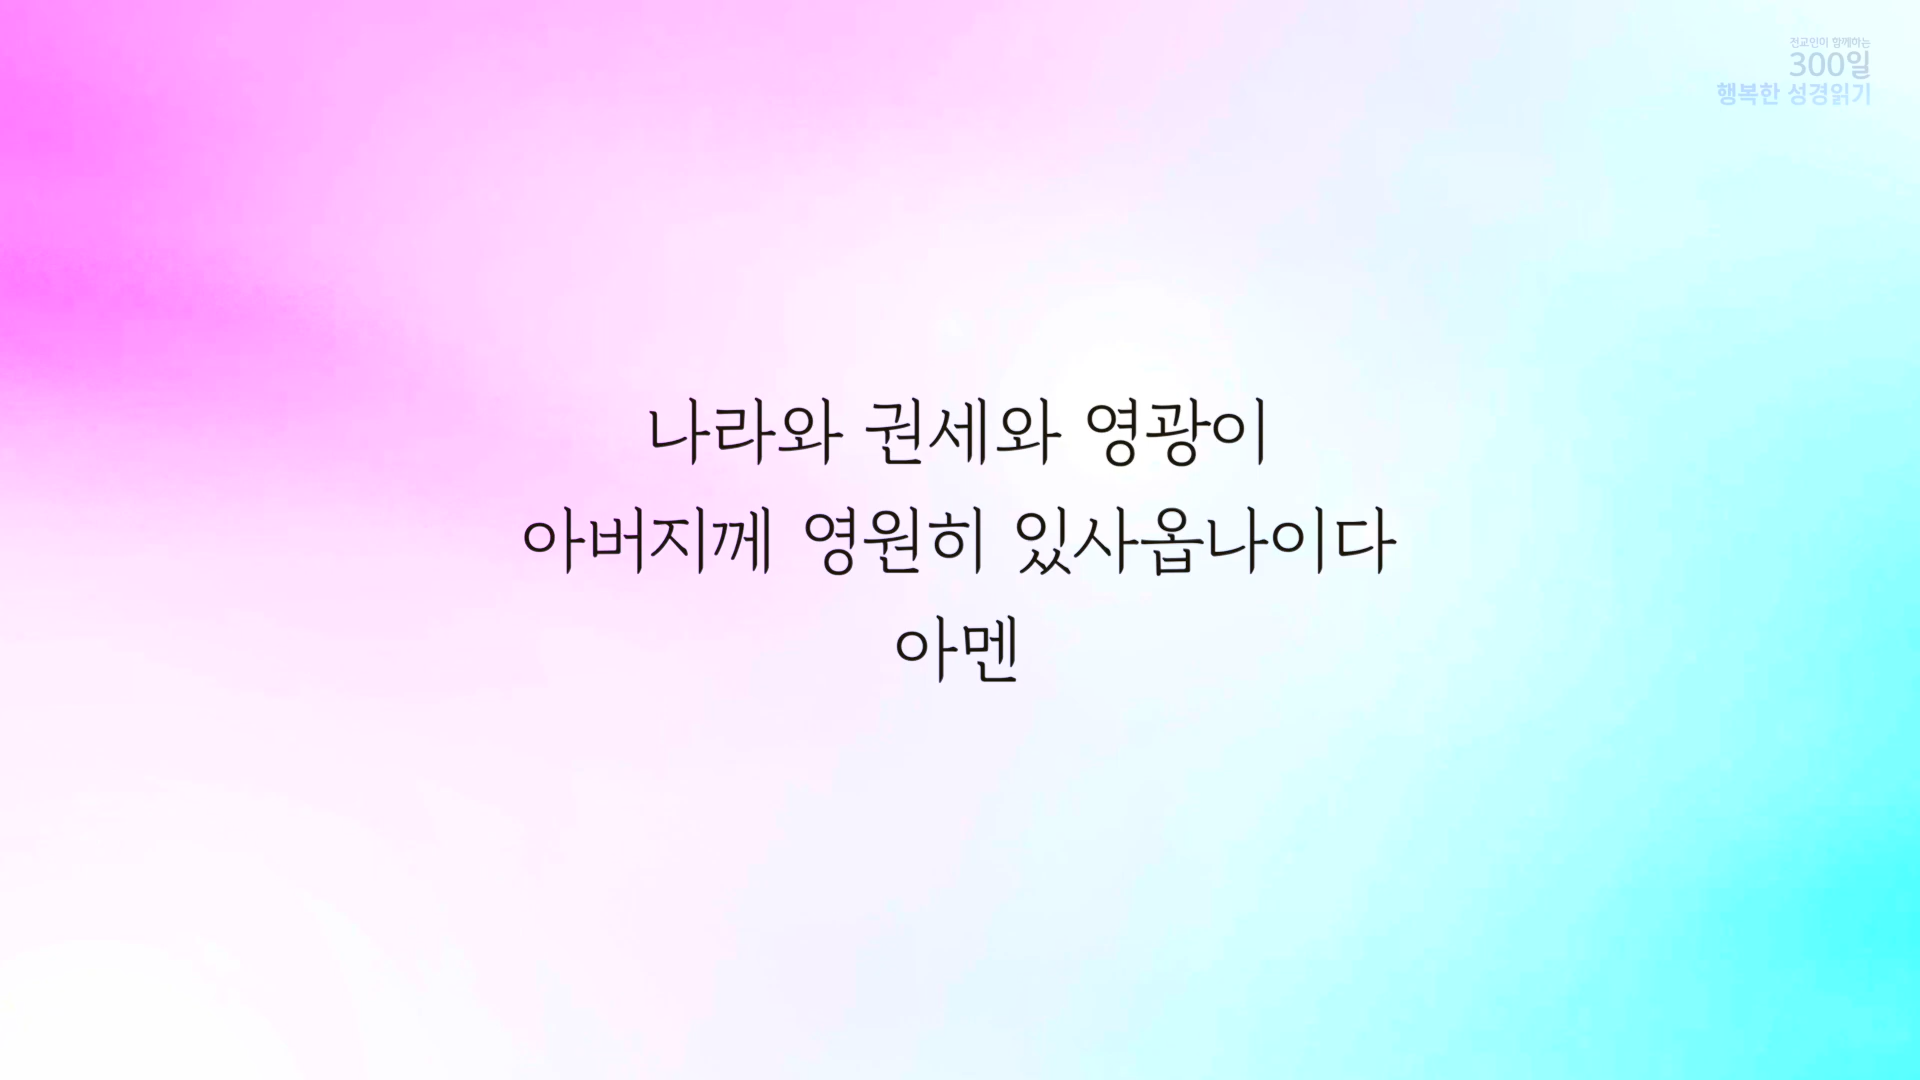 전교인이 함께하는
300일
행복한 성경읽기
나라와 권세와 영광이
아버지께 영원히 있사옵나이다
아멘